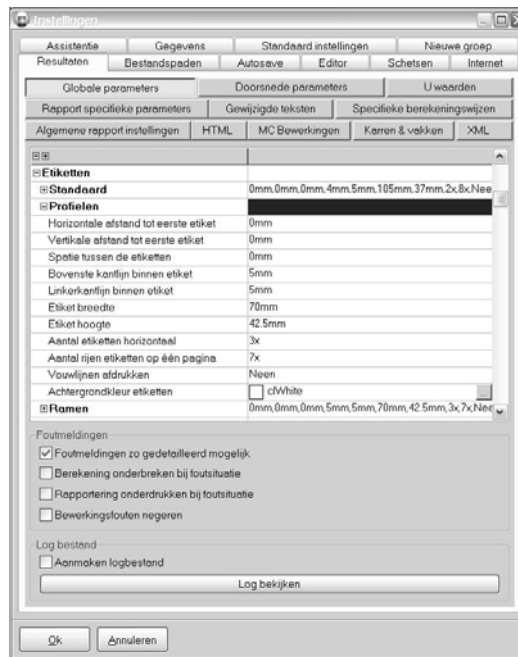 Instellingen
Assistentie Gegevens Standaard instellingen Nieuwe groep
Resultaten Bestandspaden Autosave Editor Schetsen Internet
Globale parameters Doorsnede parameters U waarden
Rapport specifieke parameters Gewijzigde teksten Specifieke berekeningswijzen
Algemene rapport instellingen HTML MC Bewerkingen Karren & vakken XML
Etiketten
Standaard 0mm,0mm,0mm,4mm,5mm,105mm,37mm,2x,8x,Nee
Profielen
Horizontale afstand tot eerste etiket 0mm
Vertikale afstand tot eerste etiket 0mm
Spatie tussen de etiketten 0mm
Bovenste kantlijn binnen etiket 5mm
Linkerkantlijn binnen etiket 5mm
Etiket breedte 70mm
Etiket hoogte 42.5mm
Aantal etiketten horizontaal 3x
Aantal rijen etiketten op één pagina 7x
Vouwlijnen afdrukken Neen
Achtergrondkleur etiketten clWhite ...
Ramen 0mm,0mm,0mm,5mm,5mm,70mm,42.5mm,3x,7x,Nee
Foutmeldingen
Foutmeldingen zo gedetailleerd mogelijk
Berekening onderbreken bij foutsituatie
Rapportering onderdrukken bij foutsituatie
Bewerkingsfouten negeren
Log bestand
Aanmaken logbestand
Log bekijken
Ok Annuleren